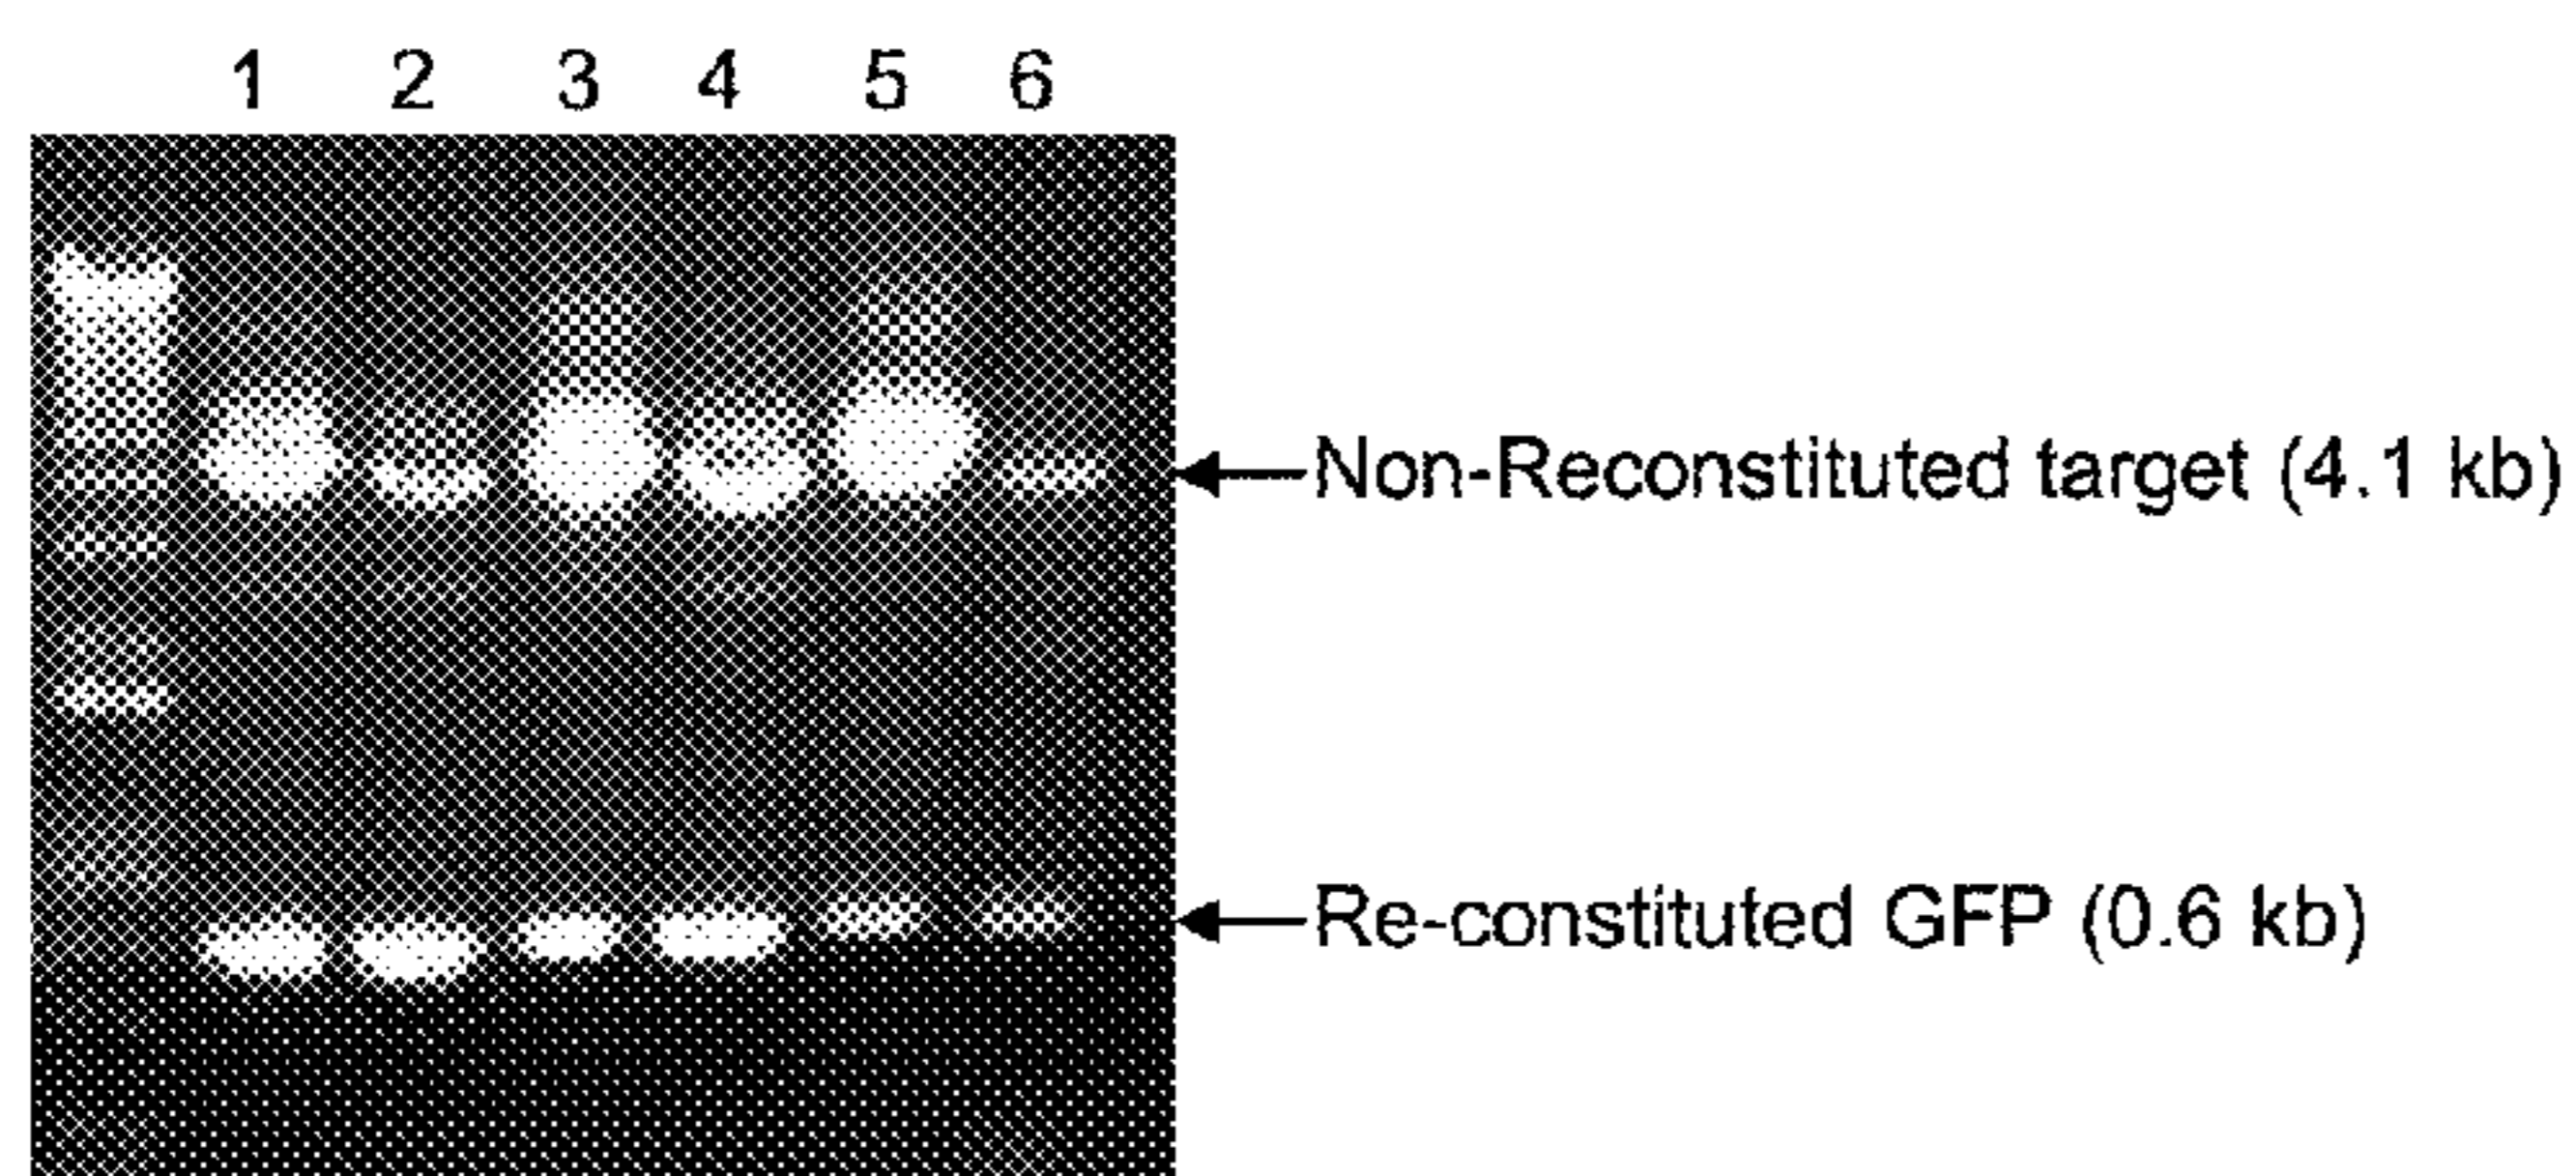 1 2 3 4 5 6
Non-Reconstituted target (4.1 kb)
Re-constituted GFP (0.6 kb)